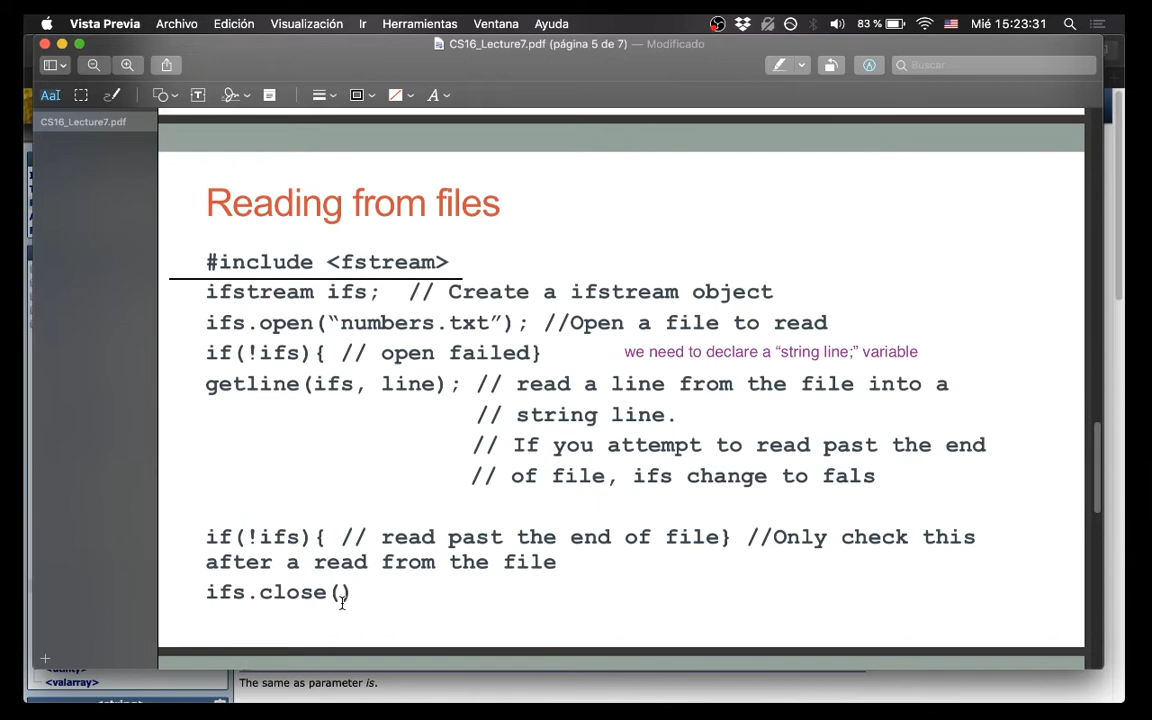 Vista Previa Archivo Edición Visualización Ir Herramientas Ventana Ayuda 83 % Mié 15:23:31
CS16_Lecture7.pdf (página 5 de 7) — Modificado
Buscar
AaI
CS16_Lecture7.pdf
Reading from files
#include <fstream>
ifstream ifs; // Create a ifstream object
ifs.open(“numbers.txt”); //Open a file to read
if(!ifs){ // open failed}
we need to declare a “string line;” variable
getline(ifs, line); // read a line from the file into a
// string line.
// If you attempt to read past the end
// of file, ifs change to fals
if(!ifs){ // read past the end of file} //Only check this
after a read from the file
ifs.close()
<valarray>
The same as parameter is.